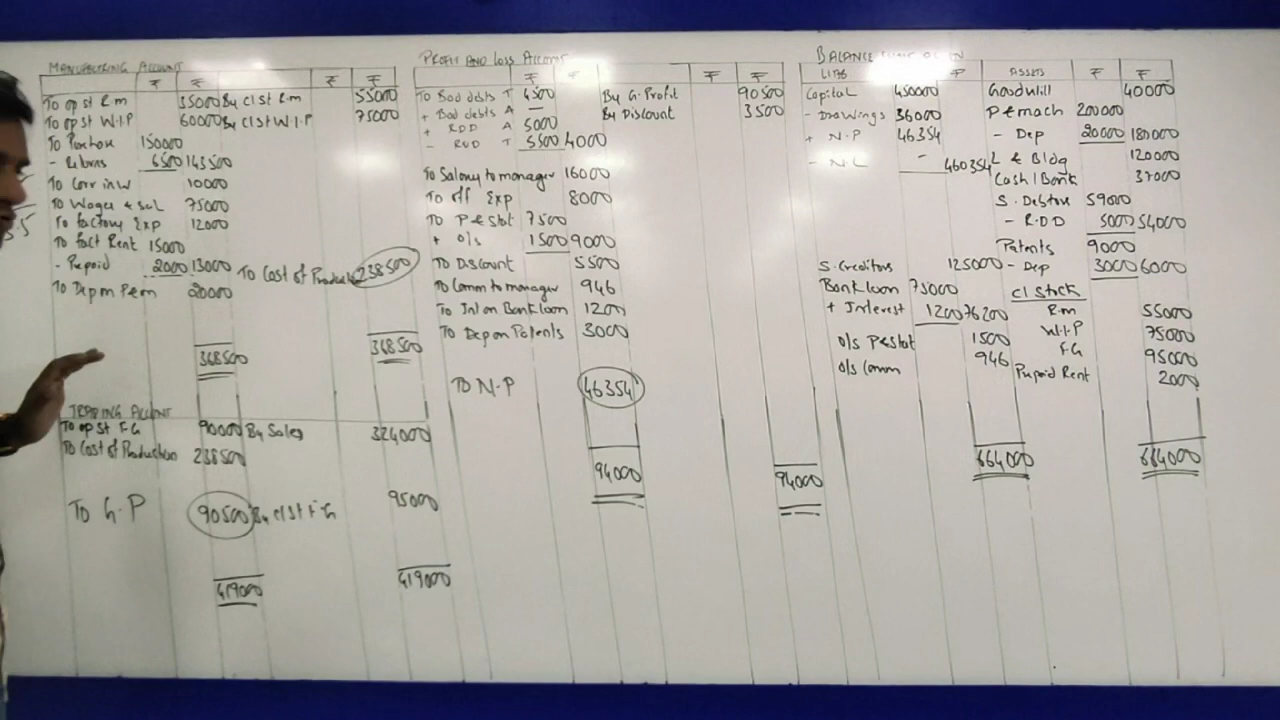 MANUFACTURING ACCOUNT
₹ ₹ ₹ ₹
To op st R.m 35000 By cl st R.m 55000
To op st W.I.P 60000 By cl st W.I.P 75000
To Purchase 150000
- Returns 6500 143500
To Carr inw 10000
To Wages & Sal 75000
To factory Exp 12000
To fact Rent 15000
- Prepaid 2000 13000 To Cost of Production 238500
To Dep m Pem 20000
368500 368500
TRADING ACCOUNT
To op st F.G 90000 By Sales 324000
To Cost of Production 238500
To G.P 90500 By cl St F.G 95000
419000 419000
PROFIT AND LOSS ACCOUNT
₹ ₹ ₹ ₹
To Bad debts T 4500 By G. Profit 90500
+ Bad debts A — By Discount 3500
+ RDD A 5000
- RDD T 5500 4000
To Salary to manager 16000
To off Exp 8000
To P & Stat 7500
+ o/s 1500 9000
To Discount 5500
To Comm to manager 946
To Int on Bank loan 1200
To Dep on Patents 3000
To N.P 46354
94000 94000
BALANCE
LITBS ₹ ASSETS ₹ ₹
Capital 450000 Goodwill 40000
- Drawings 36000 P & mach 200000
+ N.P 46354 - Dep 20000 180000
- N.L - 460354 L & Bldg 120000
Cash / Bank 37000
S. Debtors 59000
- R.D.D 5000 54000
Patents 9000
S. Creditors 125000 - Dep 3000 6000
Bank loan 75000 cl Stock
+ Interest 1200 76200 R.m 55000
o/s P & Stat 1500 W.I.P 75000
o/s Comm 946 F.G 95000
Prepaid Rent 2000
664000 664000